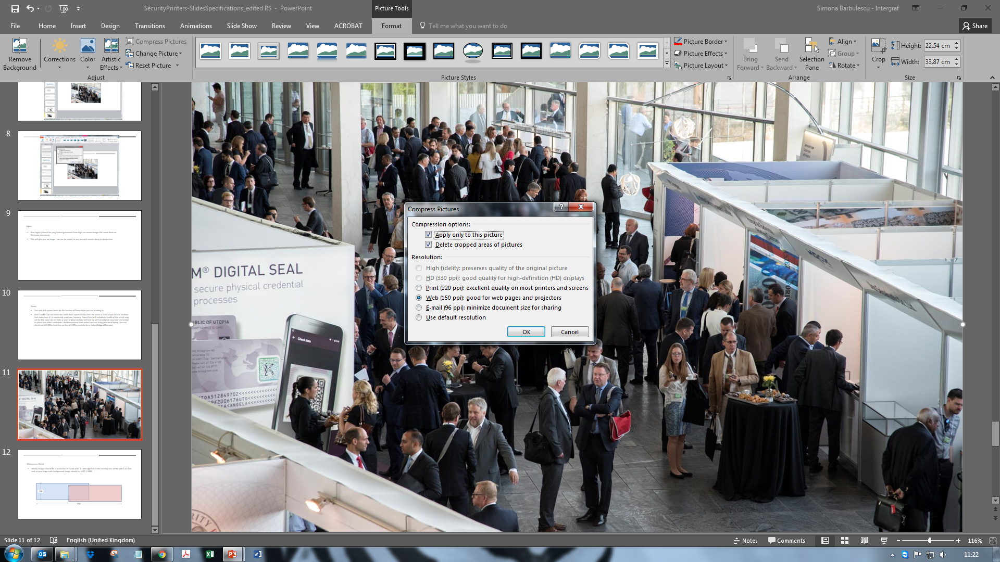 SecurityPrinters-SlidesSpecifications_edited RS - PowerPoint
Picture Tools
Simona Barbulescu - Intergraf
File Home Insert Design Transitions Animations Slide Show Review View ACROBAT Format Tell me what you want to do Share
Remove Background
Corrections
Color
Artistic Effects
Compress Pictures
Change Picture
Reset Picture
Adjust
Picture Styles
Picture Border
Picture Effects
Picture Layout
Bring Forward
Send Backward
Selection Pane
Align
Group
Rotate
Arrange
Crop
Height: 22.54 cm
Width: 33.87 cm
Size
8
9
10
11
12
M® DIGITAL SEAL
secure physical credential
processes
BLIC OF UTOPIA
Check data
Compress Pictures
Compression options:
Apply only to this picture
Delete cropped areas of pictures
Resolution:
High fidelity: preserves quality of the original picture
HD (330 ppi): good quality for high-definition (HD) displays
Print (220 ppi): excellent quality on most printers and screens
Web (150 ppi): good for web pages and projectors
E-mail (96 ppi): minimize document size for sharing
Use default resolution
OK Cancel
Slide 11 of 12 English (United Kingdom) Notes Comments 116%
11:22